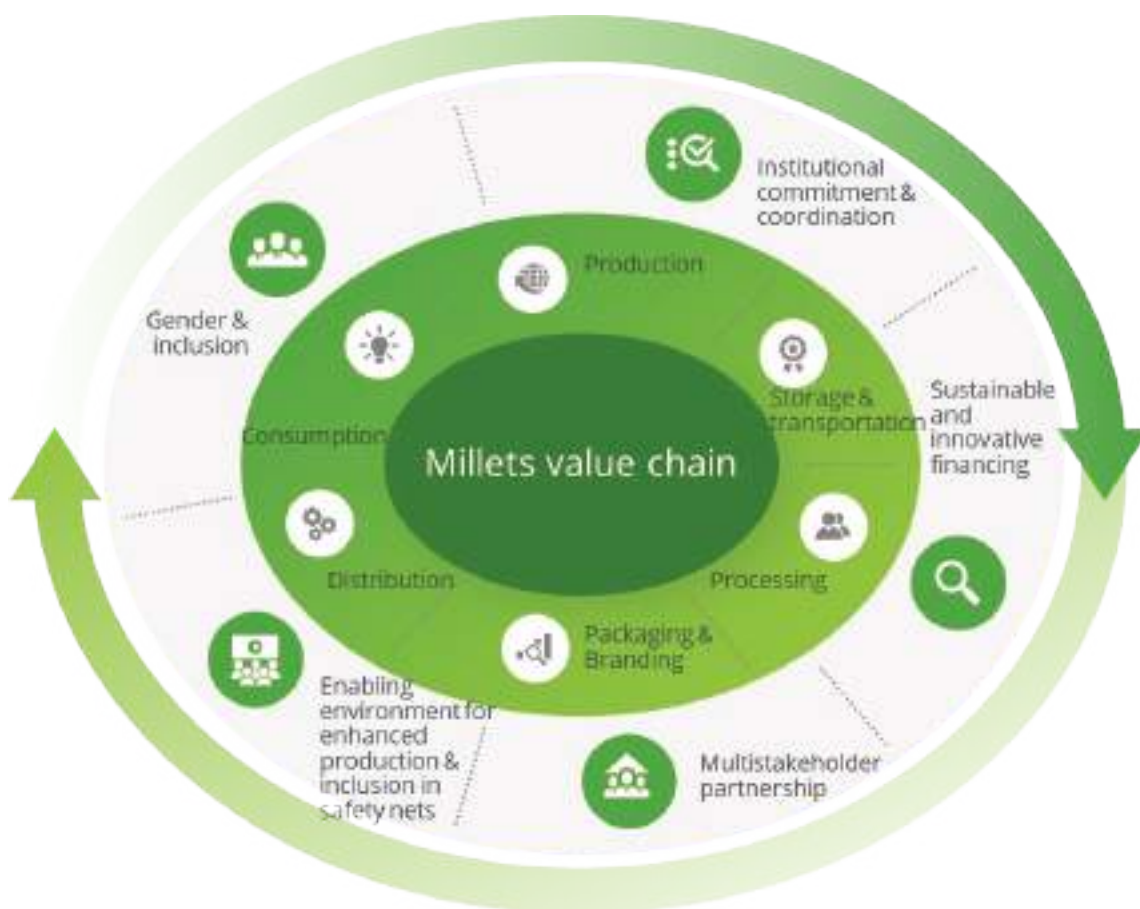 Institutional
commitment &
coordination
Production
Gender &
inclusion
Storage &
transportation
Sustainable
and
innovative
financing
Consumption
Millets value chain
Distribution
Processing
Packaging &
Branding
Enabling
environment for
enhanced
production &
inclusion in
safety nets
Multistakeholder
partnership